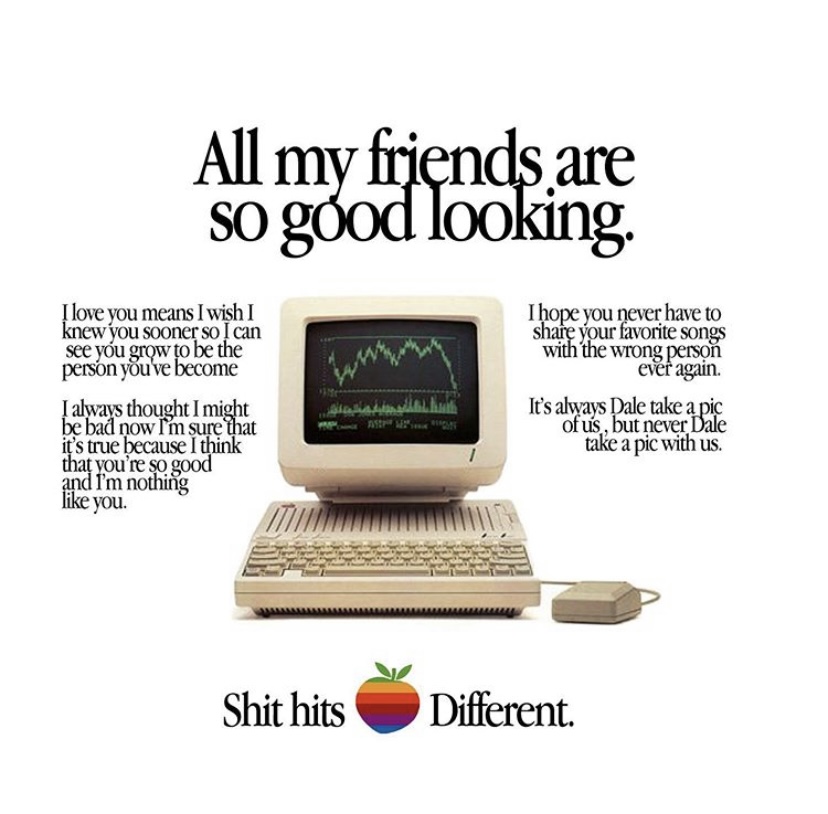 All my friends are
so good looking.
I love you means I wish I
knew you sooner so I can
see you grow to be the
person you've become
I always thought I might
be bad now I'm sure that
it's true because I think
that you're so good
and I'm nothing
like you.
I hope you never have to
share your favorite songs
with the wrong person
ever again.
It's always Dale take a pic
of us , but never Dale
take a pic with us.
Shit hits Different.